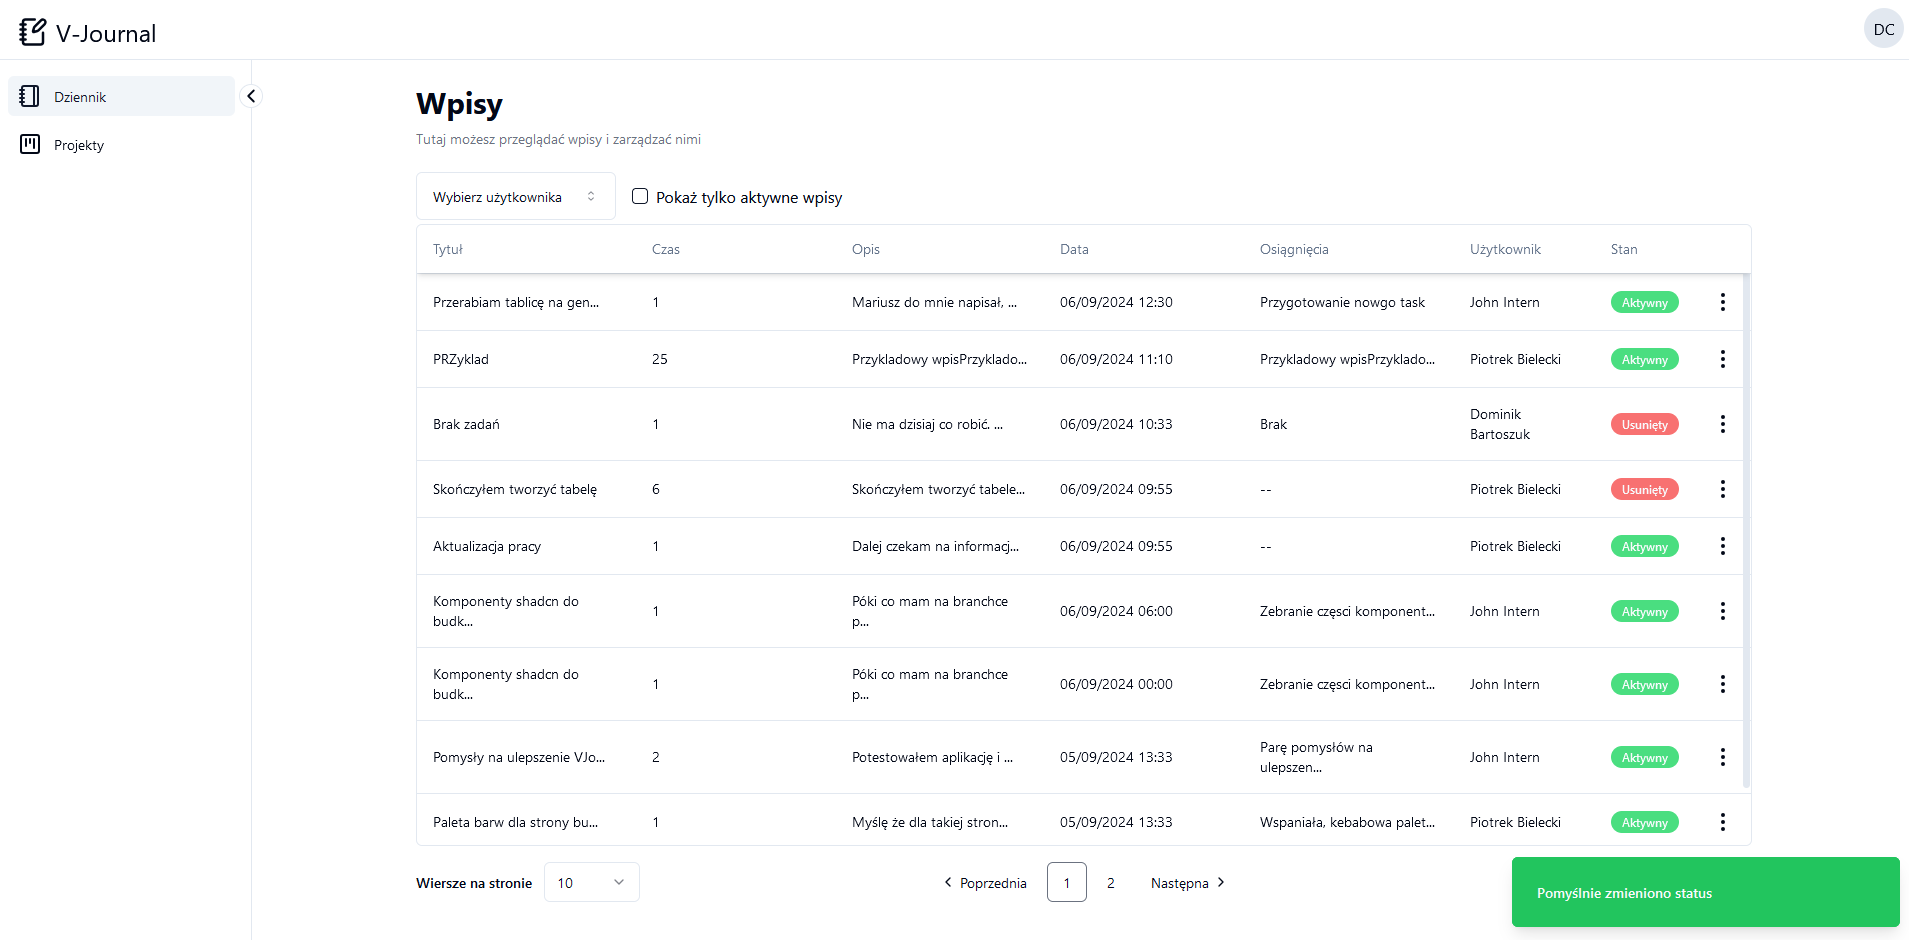 V-Journal
DC
Dziennik
Projekty
Wpisy
Tutaj możesz przeglądać wpisy i zarządzać nimi
Wybierz użytkownika
Pokaż tylko aktywne wpisy
Tytuł Czas Opis Data Osiągnięcia Użytkownik Stan
Przerabiam tablicę na gen... 1 Mariusz do mnie napisał, ... 06/09/2024 12:30 Przygotowanie nowgo task John Intern Aktywny
PRZyklad 25 Przykladowy wpisPrzyklado... 06/09/2024 11:10 Przykladowy wpisPrzyklado... Piotrek Bielecki Aktywny
Brak zadań 1 Nie ma dzisiaj co robić. ... 06/09/2024 10:33 Brak Dominik
Bartoszuk Usunięty
Skończyłem tworzyć tabelę 6 Skończyłem tworzyć tabele... 06/09/2024 09:55 -- Piotrek Bielecki Usunięty
Aktualizacja pracy 1 Dalej czekam na informacj... 06/09/2024 09:55 -- Piotrek Bielecki Aktywny
Komponenty shadcn do
budk... 1 Póki co mam na branchce
p... 06/09/2024 06:00 Zebranie częsci komponent... John Intern Aktywny
Komponenty shadcn do
budk... 1 Póki co mam na branchce
p... 06/09/2024 00:00 Zebranie częsci komponent... John Intern Aktywny
Pomysły na ulepszenie VJo... 2 Potestowałem aplikację i ... 05/09/2024 13:33 Parę pomysłów na
ulepszen... John Intern Aktywny
Paleta barw dla strony bu... 1 Myślę że dla takiej stron... 05/09/2024 13:33 Wspaniała, kebabowa palet... Piotrek Bielecki Aktywny
Wiersze na stronie 10 Poprzednia 1 2 Następna
Pomyślnie zmieniono status